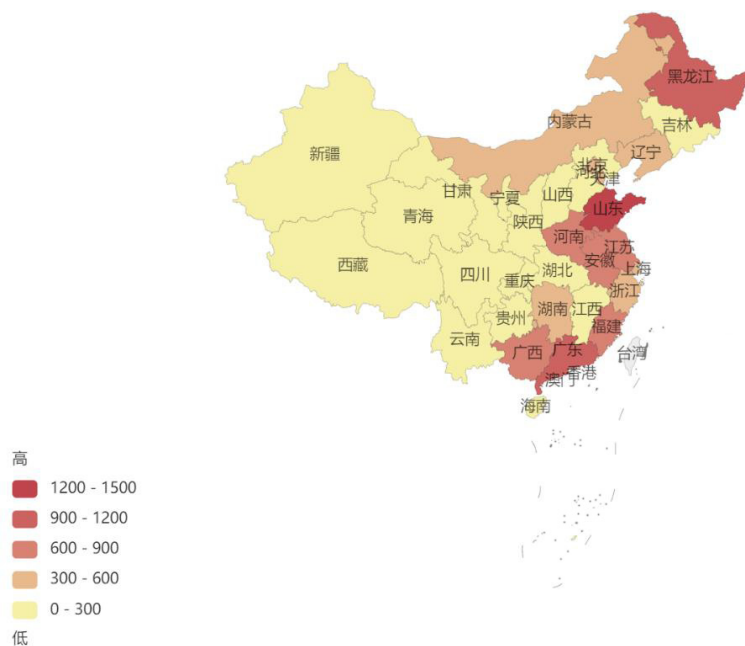 黑龙江
内蒙古
吉林
新疆
辽宁
北京
河北
天津
甘肃
宁夏
山西
青海
山东
陕西
河南
江苏
西藏
安徽
上海
四川
重庆
湖北
浙江
湖南
江西
贵州
福建
云南
广西
广东
台湾
香港
澳门
海南
高
1200 - 1500
900 - 1200
600 - 900
300 - 600
0 - 300
低